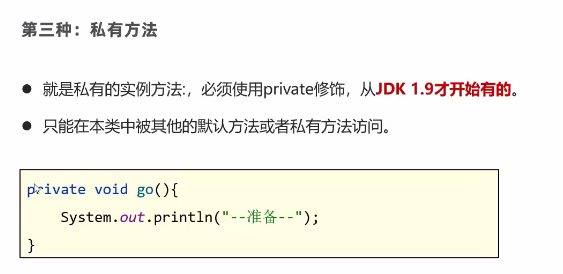 第三种：私有方法
● 就是私有的实例方法:，必须使用private修饰，从JDK 1.9才开始有的。
● 只能在本类中被其他的默认方法或者私有方法访问。
private void go(){
    System.out.println("--准备--");
}